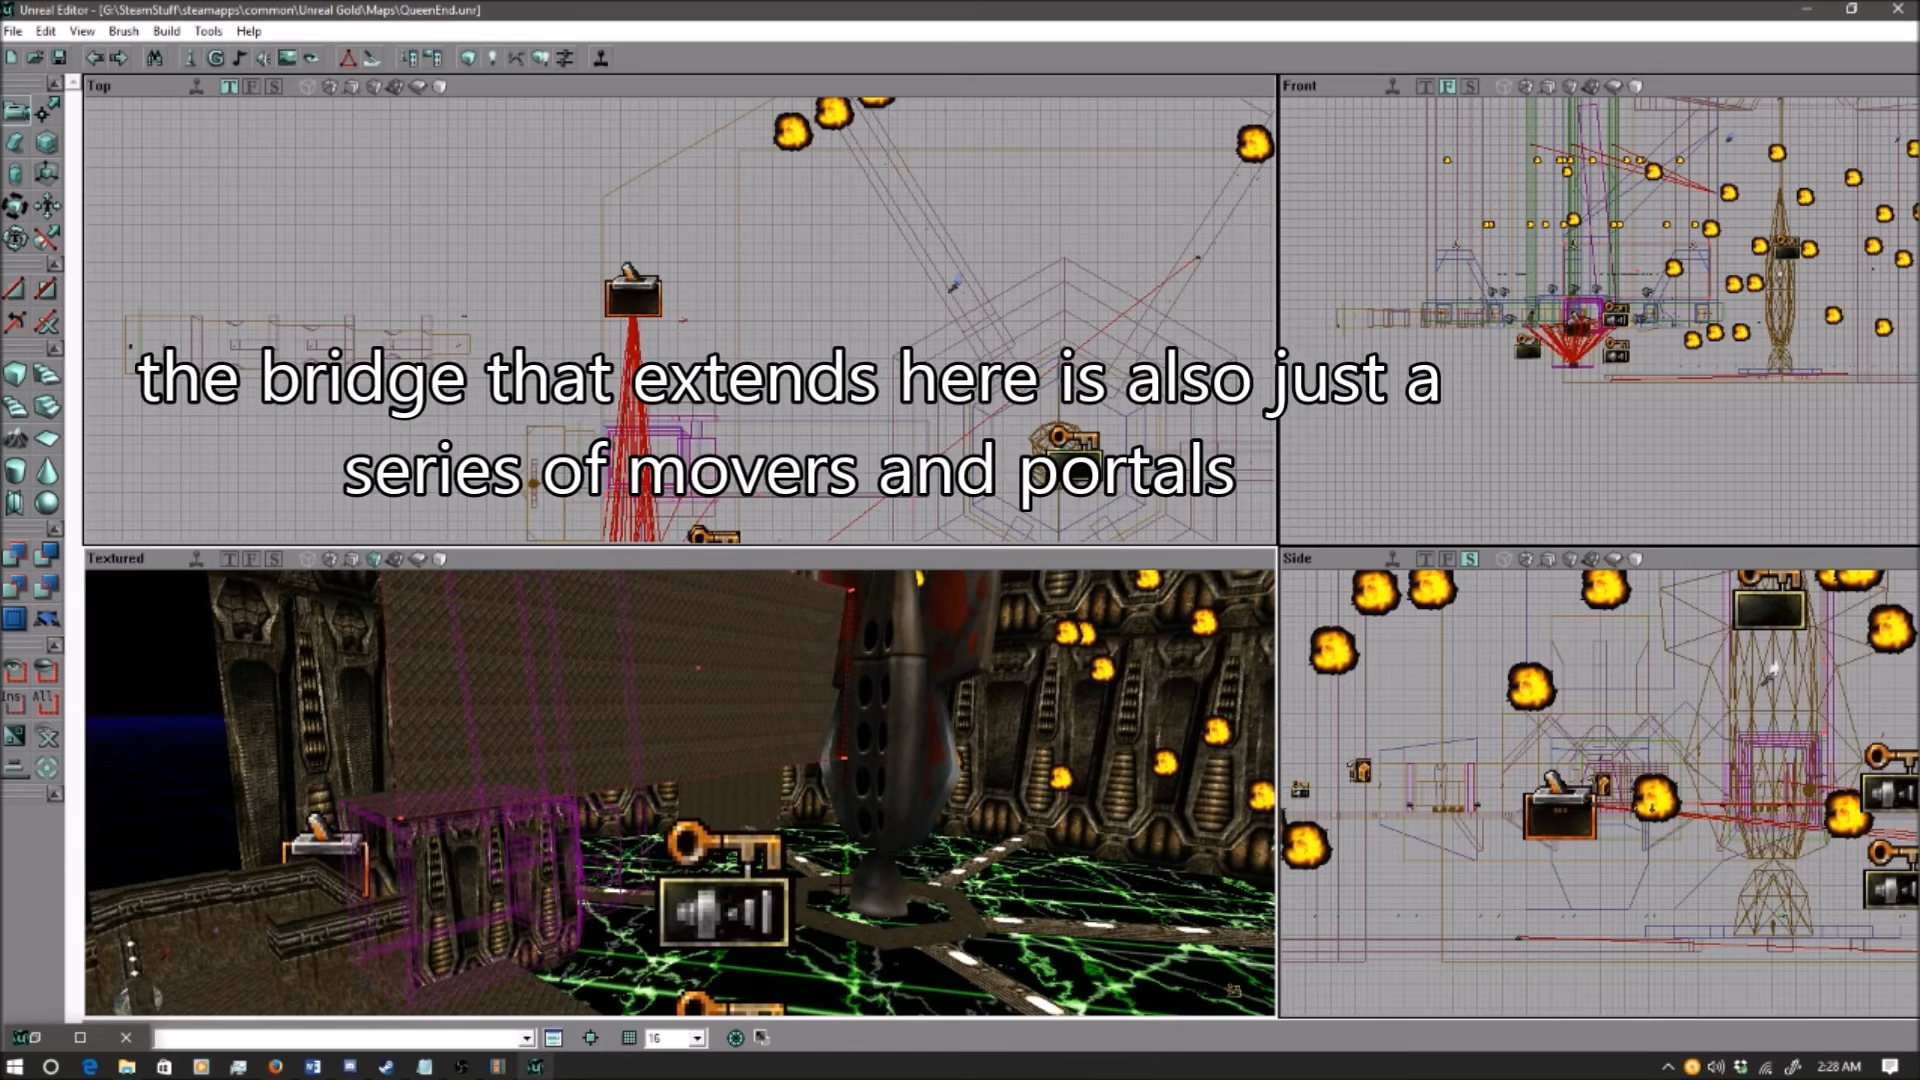 Unreal Editor - [G:\SteamStuff\steamapps\common\Unreal Gold\Maps\QueenEnd.unr]
File Edit View Brush Build Tools Help
Top T F S
Front T F S
the bridge that extends here is also just a
series of movers and portals
Textured T F S
Side T F S
Ins All
16
2:28 AM